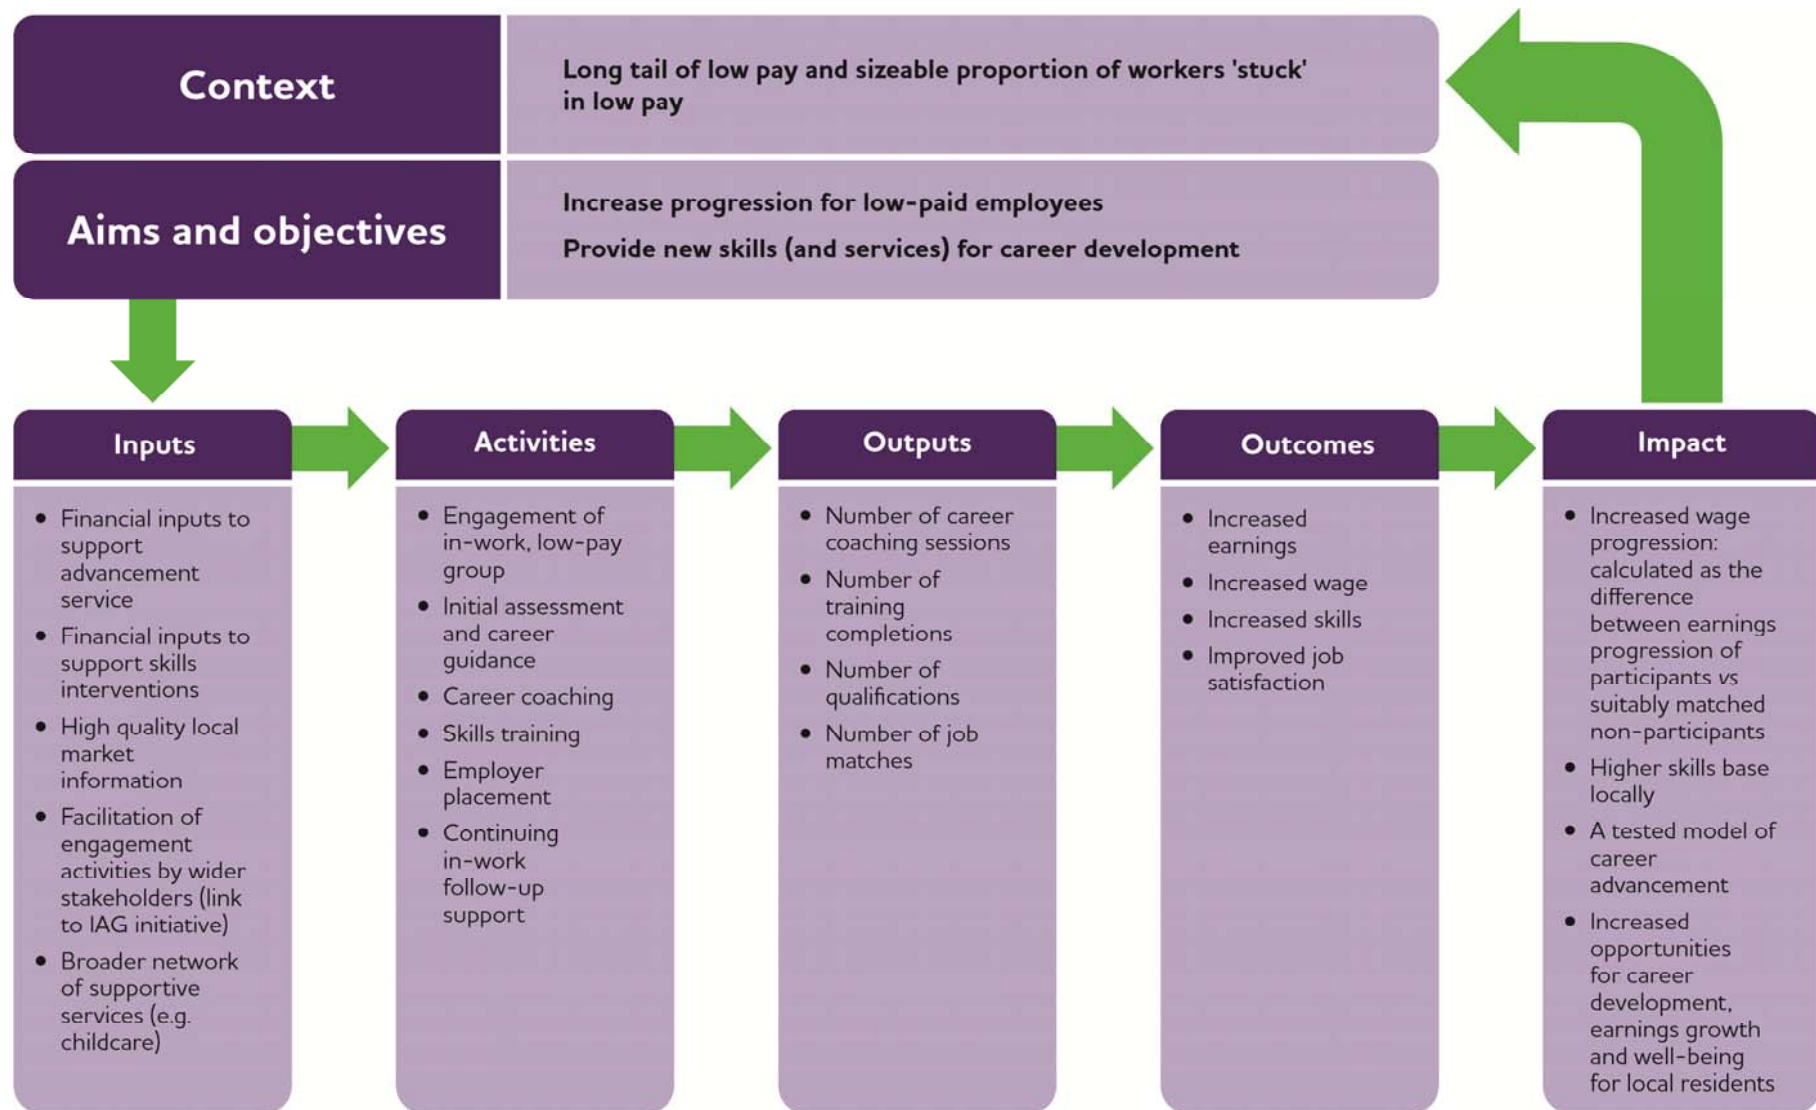 Context
Long tail of low pay and sizeable proportion of workers 'stuck'
in low pay
Aims and objectives
Increase progression for low-paid employees
Provide new skills (and services) for career development
Inputs
• Financial inputs to
support
advancement
service
• Financial inputs to
support skills
interventions
• High quality local
market
information
• Facilitation of
engagement
activities by wider
stakeholders (link
to IAG initiative)
• Broader network
of supportive
services (e.g.
childcare)
Activities
• Engagement of
in-work, low-pay
group
• Initial assessment
and career
guidance
• Career coaching
• Skills training
• Employer
placement
• Continuing
in-work
follow-up
support
Outputs
• Number of career
coaching sessions
• Number of
training
completions
• Number of
qualifications
• Number of job
matches
Outcomes
• Increased
earnings
• Increased wage
• Increased skills
• Improved job
satisfaction
Impact
• Increased wage
progression:
calculated as the
difference
between earnings
progression of
participants vs
suitably matched
non-participants
• Higher skills base
locally
• A tested model of
career
advancement
• Increased
opportunities
for career
development,
earnings growth
and well-being
for local residents